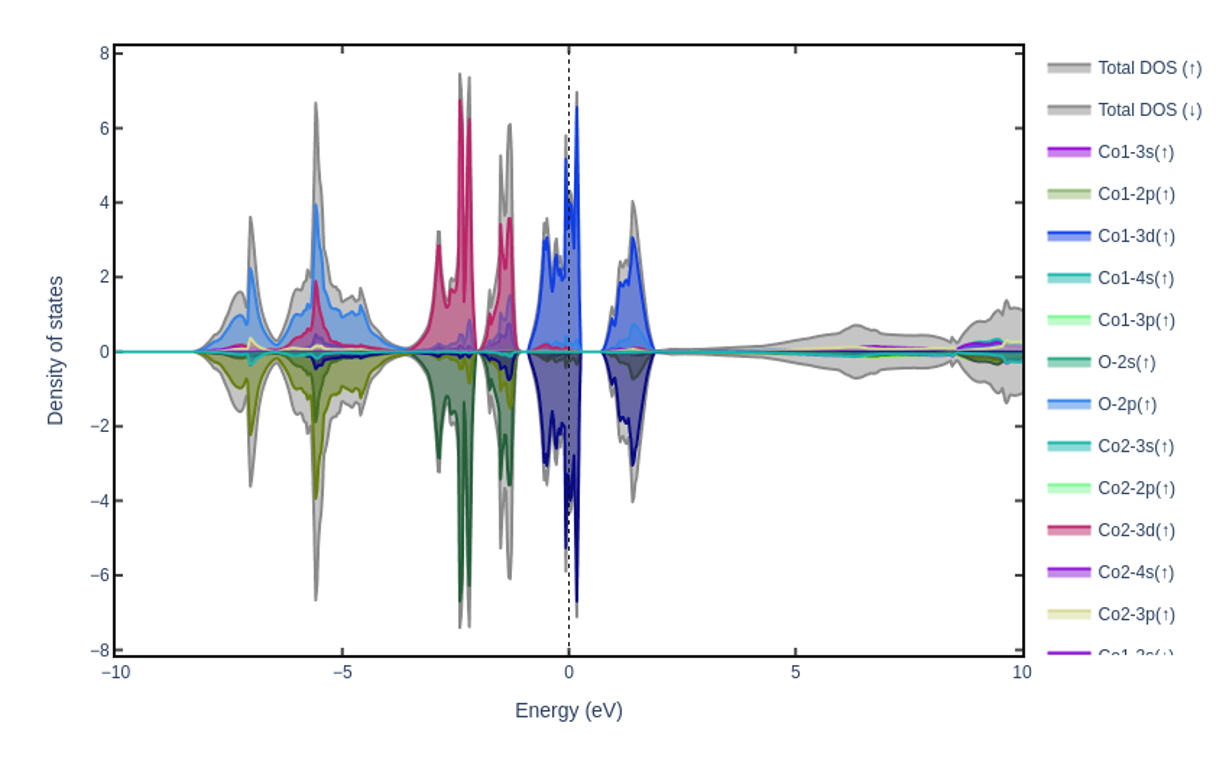 8
6
4
2
0
−2
−4
−6
−8
Density of states
−10
−5
0
5
10
Energy (eV)
Total DOS (↑)
Total DOS (↓)
Co1-3s(↑)
Co1-2p(↑)
Co1-3d(↑)
Co1-4s(↑)
Co1-3p(↑)
O-2s(↑)
O-2p(↑)
Co2-3s(↑)
Co2-2p(↑)
Co2-3d(↑)
Co2-4s(↑)
Co2-3p(↑)